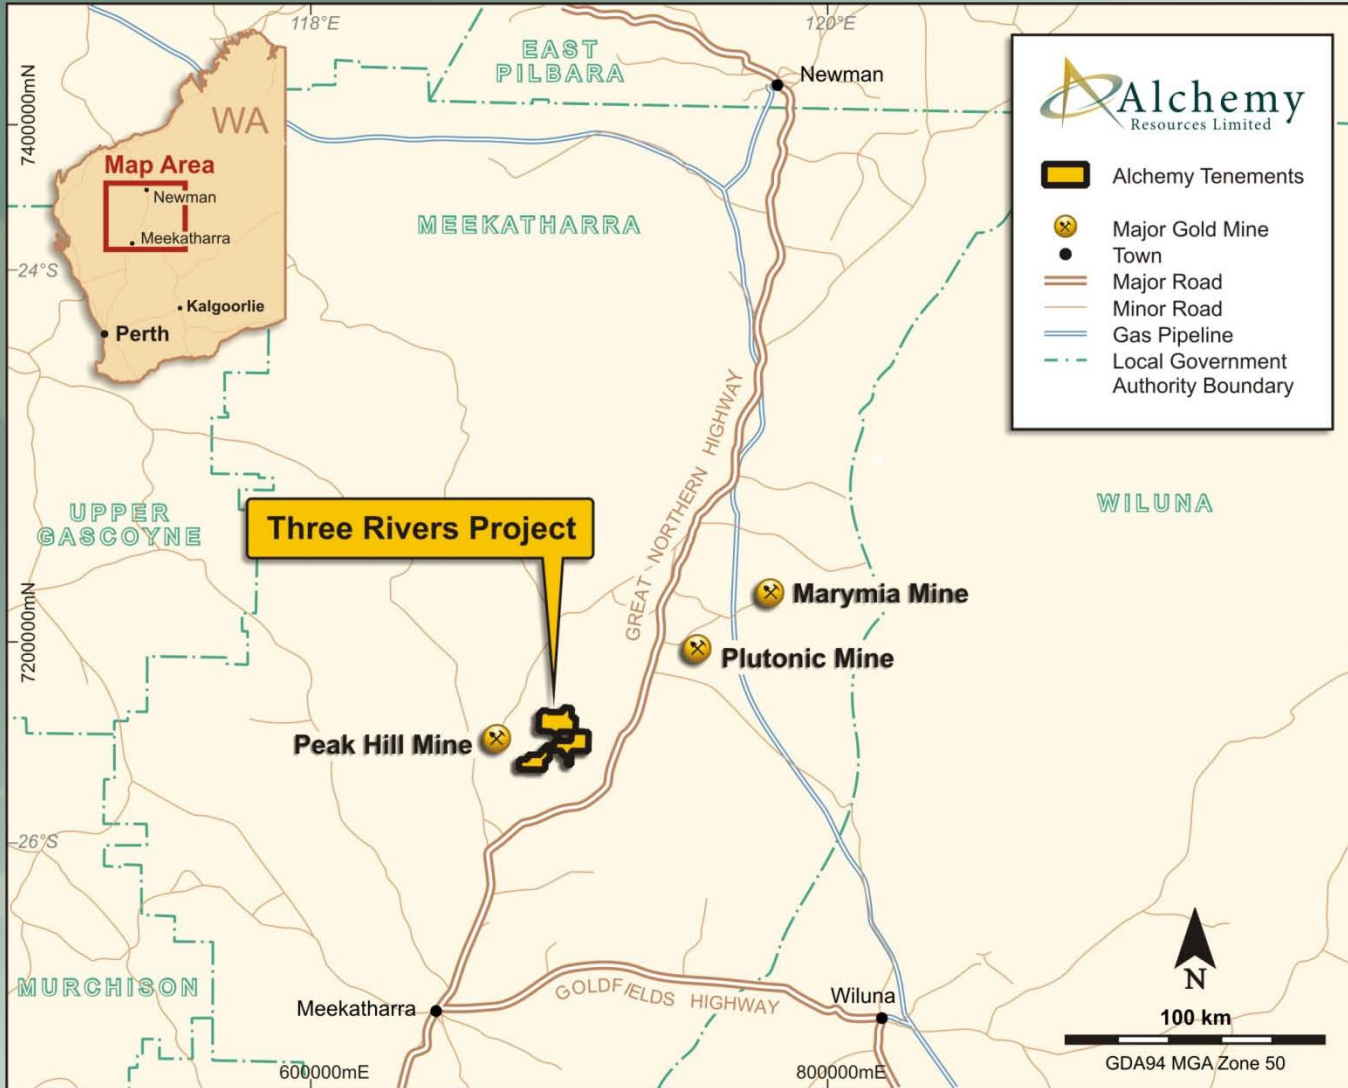 118°E
120°E
EAST
PILBARA
Newman
7400000mN
WA
Map Area
Newman
Meekatharra
Kalgoorlie
Perth
24°S
MEEKATHARRA
Alchemy
Resources Limited
Alchemy Tenements
Major Gold Mine
Town
Major Road
Minor Road
Gas Pipeline
Local Government
Authority Boundary
GREAT NORTHERN HIGHWAY
UPPER
GASCOYNE
WILUNA
Three Rivers Project
7200000mN
Marymia Mine
Plutonic Mine
Peak Hill Mine
26°S
MURCHISON
Meekatharra
GOLDFIELDS HIGHWAY
Wiluna
N
100 km
GDA94 MGA Zone 50
600000mE
800000mE